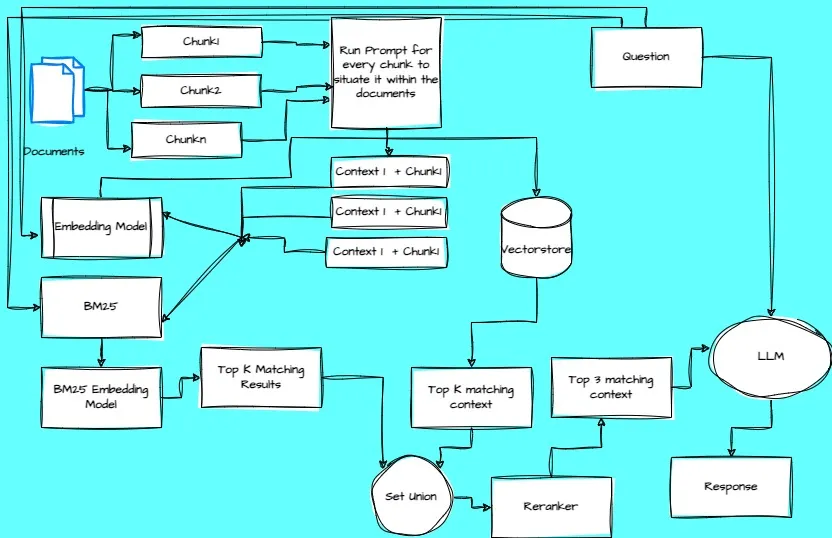 Chunk1
Chunk2
Chunkn
Documents
Run Prompt for
every chunk to
situate it within the
documents
Question
Context 1 + Chunk1
Context 1 + Chunk1
Context 1 + Chunk1
Embedding Model
Vectorstore
BM25
BM25 Embedding
Model
Top K Matching
Results
Top K matching
context
Top 3 matching
context
LLM
Set Union
Reranker
Response